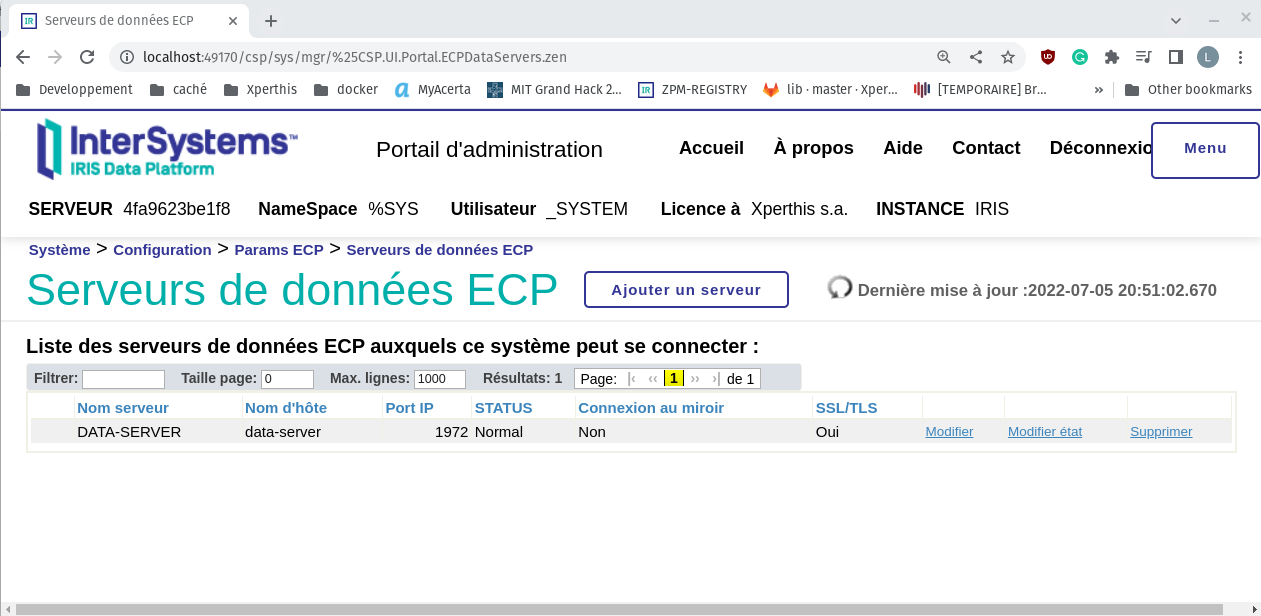 IR Serveurs de données ECP
localhost:49170/csp/sys/mgr/%25CSP.UI.Portal.ECPDataServers.zen L
Developpement caché Xperthis docker MyAcerta MIT Grand Hack 2... IR ZPM-REGISTRY lib · master · Xper... [TEMPORAIRE] Br... » Other bookmarks
InterSystems™
IRIS Data Platform
Portail d'administration Accueil À propos Aide Contact Déconnexio Menu
SERVEUR 4fa9623be1f8 NameSpace %SYS Utilisateur _SYSTEM Licence à Xperthis s.a. INSTANCE IRIS
Système > Configuration > Params ECP > Serveurs de données ECP
Serveurs de données ECP Ajouter un serveur Dernière mise à jour :2022-07-05 20:51:02.670
Liste des serveurs de données ECP auxquels ce système peut se connecter :
Filtrer: Taille page: 0 Max. lignes: 1000 Résultats: 1 Page: |‹ ‹‹ 1 ›› ›| de 1
Nom serveur Nom d'hôte Port IP STATUS Connexion au miroir SSL/TLS
DATA-SERVER data-server 1972 Normal Non Oui Modifier Modifier état Supprimer